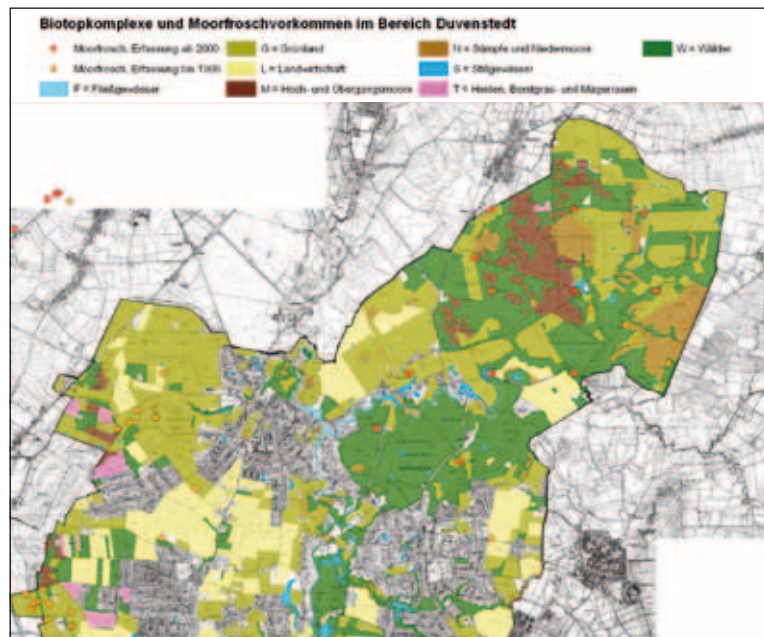 Biotopkomplexe und Moorfroschvorkommen im Bereich Duvenstedt
Moorfrosch, Erfassung ab 2000
G = Grünland
N = Sümpfe und Niedermoore
W = Wälder
Moorfrosch, Erfassung bis 1999
L = Landwirtschaft
S = Stillgewässer
F = Fließgewässer
M = Hoch- und Übergangsmoore
T = Heiden, Borstgras- und Magerrasen